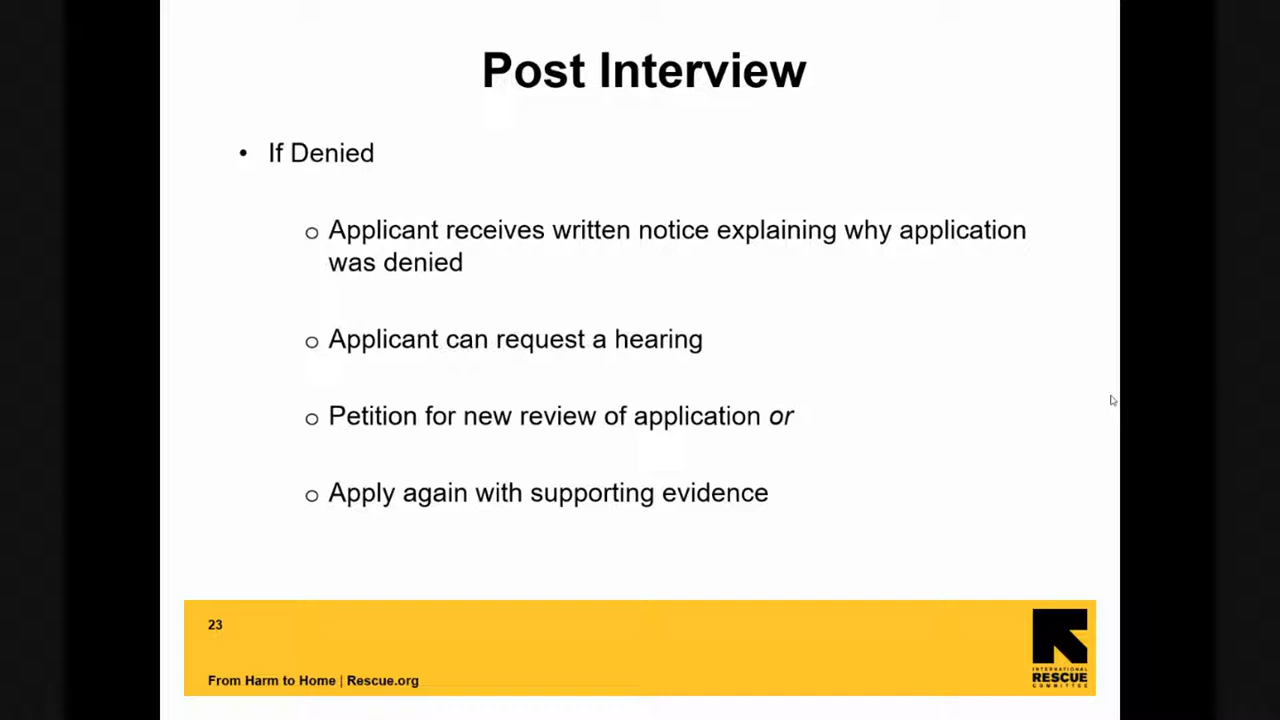 Post Interview
• If Denied
o Applicant receives written notice explaining why application
was denied
o Applicant can request a hearing
o Petition for new review of application or
o Apply again with supporting evidence
23
From Harm to Home | Rescue.org
INTERNATIONAL
RESCUE
COMMITTEE